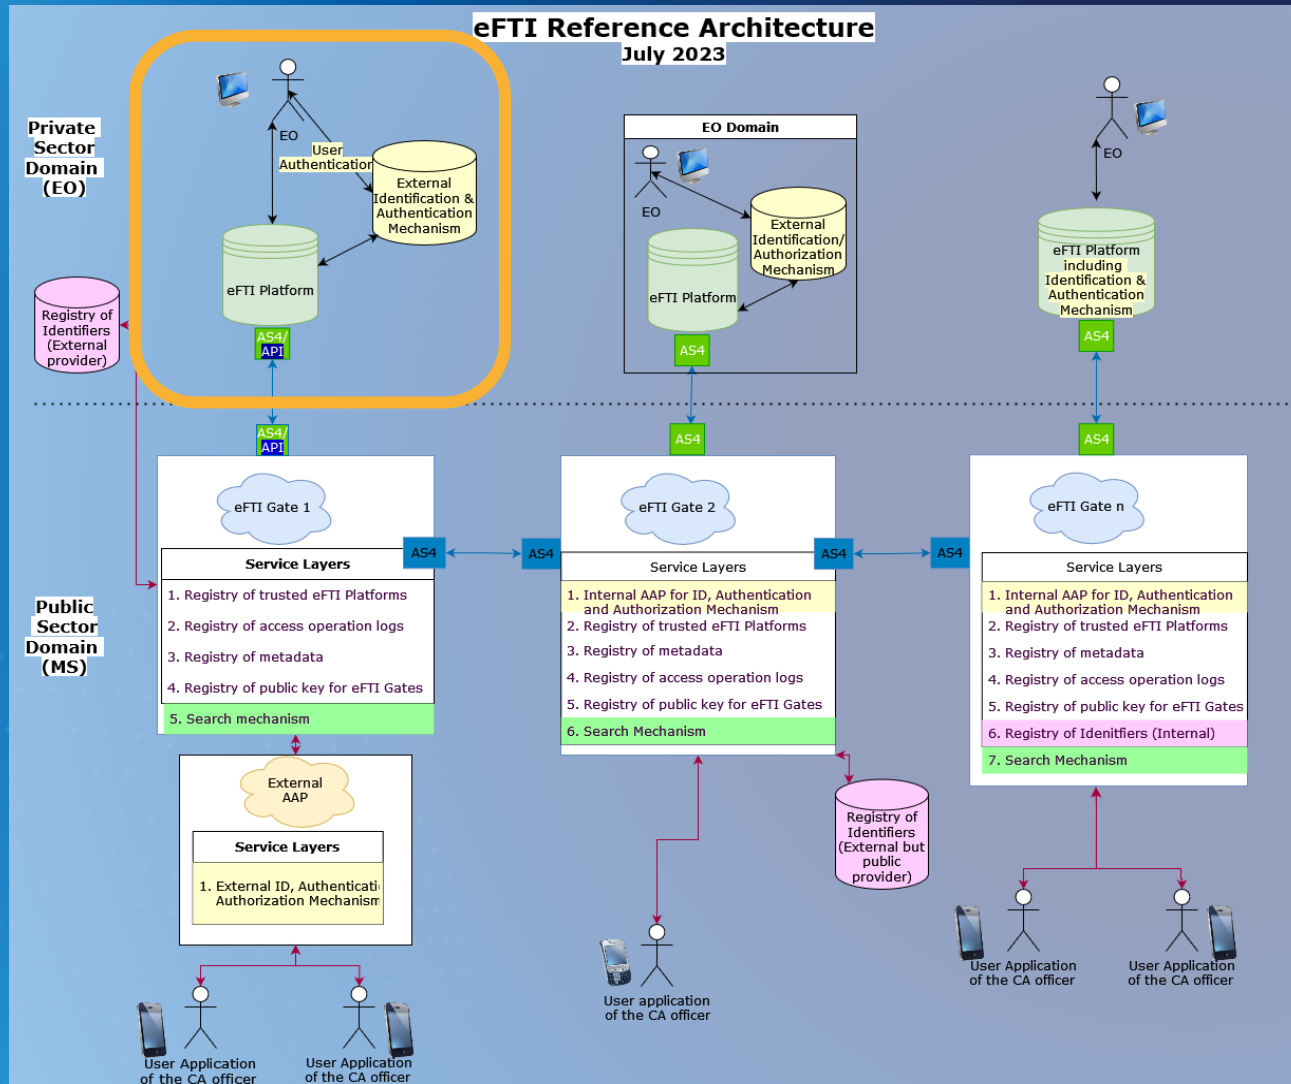 eFTI Reference Architecture
July 2023
Private
Sector
Domain
(EO)
EO
User
Authentication
External
Identification &
Authentication
Mechanism
eFTI Platform
AS4/
API
Registry of
Identifiers
(External
provider)
EO Domain
EO
External
Identification/
Authorization
Mechanism
eFTI Platform
AS4
EO
eFTI Platform
including
Identification &
Authentication
Mechanism
AS4
AS4/
API
AS4
AS4
Public
Sector
Domain
(MS)
eFTI Gate 1
AS4
Service Layers
1. Registry of trusted eFTI Platforms
2. Registry of access operation logs
3. Registry of metadata
4. Registry of public key for eFTI Gates
5. Search mechanism
External
AAP
Service Layers
1. External ID, Authenticati
Authorization Mechanism
User Application
of the CA officer
User Application
of the CA officer
eFTI Gate 2
AS4
AS4
Service Layers
1. Internal AAP for ID, Authentication
and Authorization Mechanism
2. Registry of trusted eFTI Platforms
3. Registry of metadata
4. Registry of access operation logs
5. Registry of public key for eFTI Gates
6. Search Mechanism
Registry of
Identifiers
(External but
public
provider)
User application
of the CA officer
eFTI Gate n
AS4
Service Layers
1. Internal AAP for ID, Authentication
and Authorization Mechanism
2. Registry of trusted eFTI Platforms
3. Registry of metadata
4. Registry of access operation logs
5. Registry of public key for eFTI Gates
6. Registry of Idenitfiers (Internal)
7. Search Mechanism
User Application
of the CA officer
User Application
of the CA officer